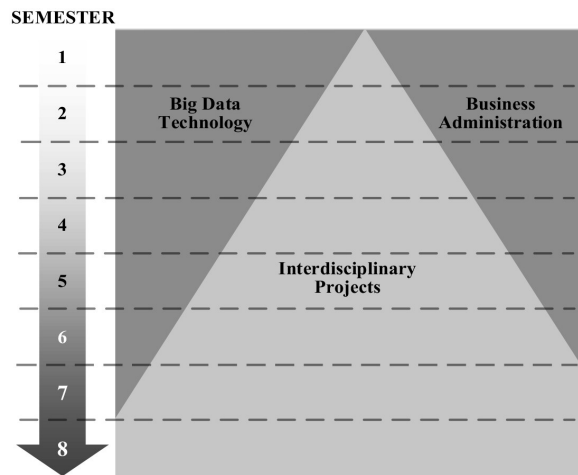 SEMESTER
1
2
Big Data
Technology
Business
Administration
3
4
5
Interdisciplinary
Projects
6
7
8